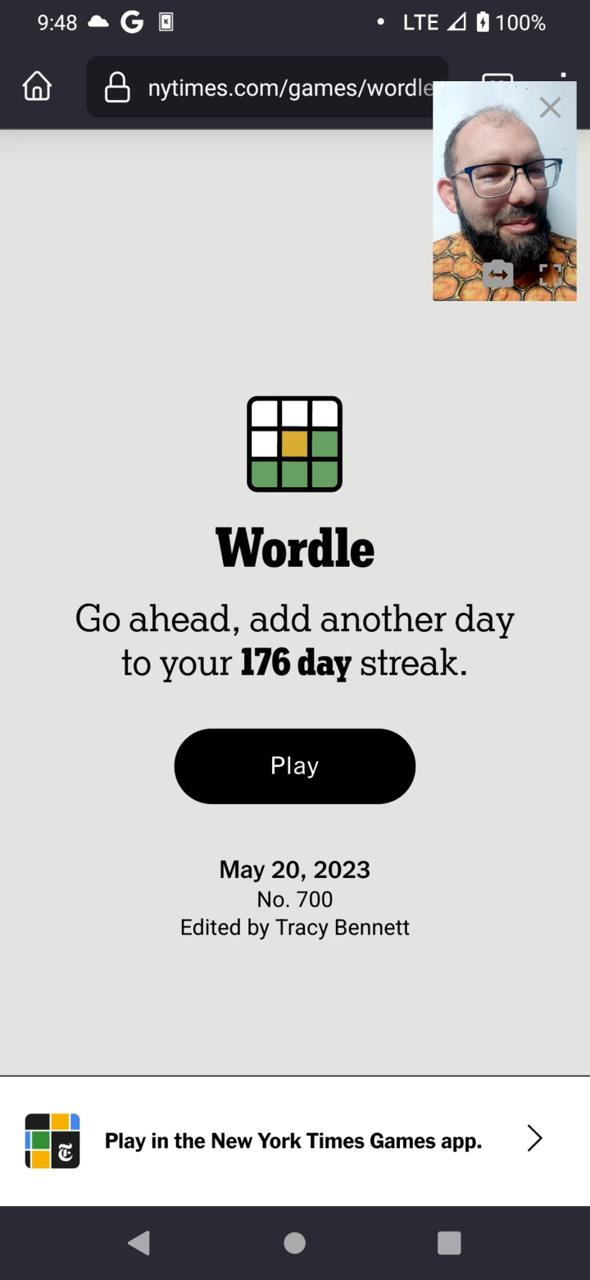 9:48 G LTE 100%
nytimes.com/games/wordle
Wordle
Go ahead, add another day
to your 176 day streak.
Play
May 20, 2023
No. 700
Edited by Tracy Bennett
T
Play in the New York Times Games app.